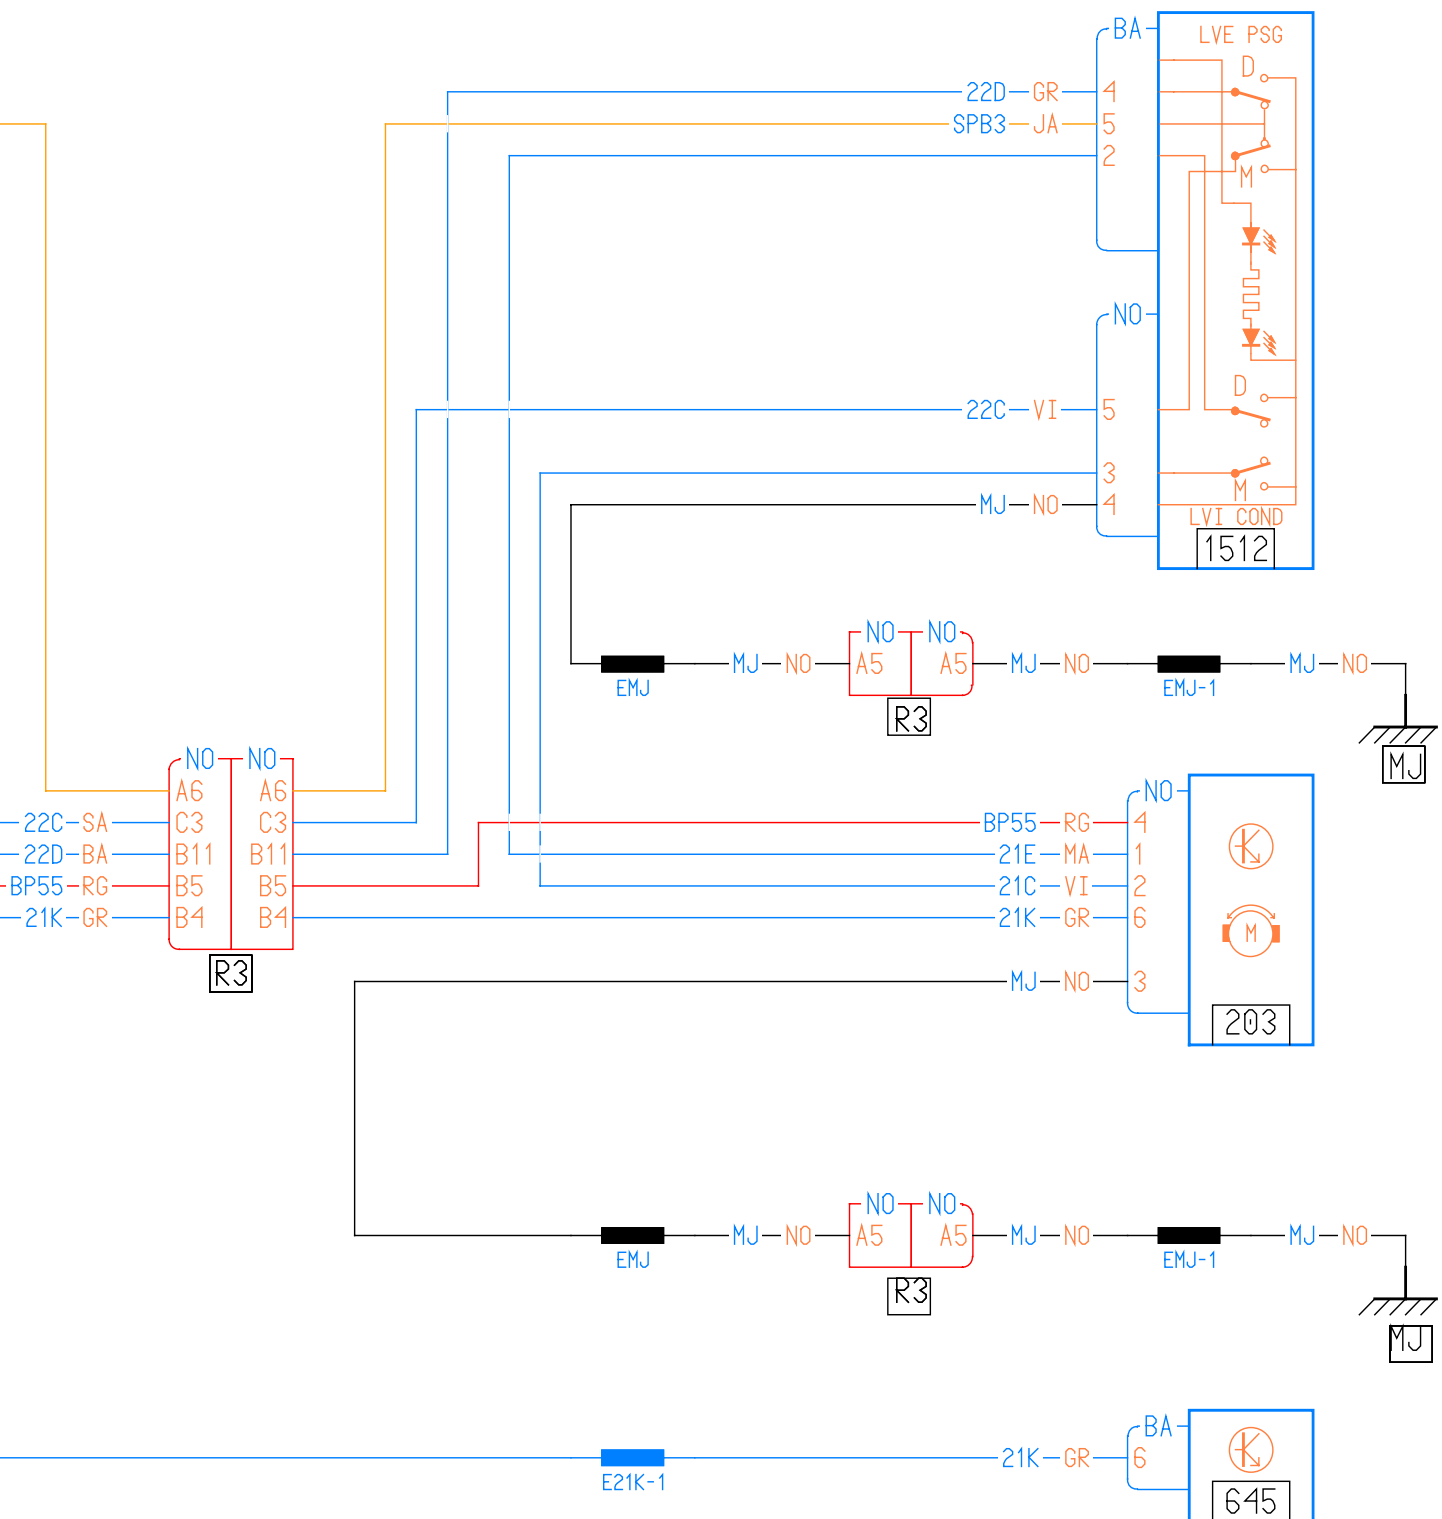 BA
LVE PSG
D
22D GR 4
SPB3 JA 5
2
M
NO
D
22C VI 5
3
M
MJ NO 4
LVI COND
1512
NO NO
MJ NO A5 A5 MJ NO MJ NO
EMJ EMJ-1
R3
MJ
NO NO
A6 A6
22C SA C3 C3
22D BA B11 B11
BP55 RG B5 B5
21K GR B4 B4
R3
NO
BP55 RG 4
21E MA 1
21C VI 2
21K GR 6
M
MJ NO 3
203
NO NO
MJ NO A5 A5 MJ NO MJ NO
EMJ EMJ-1
R3
MJ
BA
21K GR 6
E21K-1
645